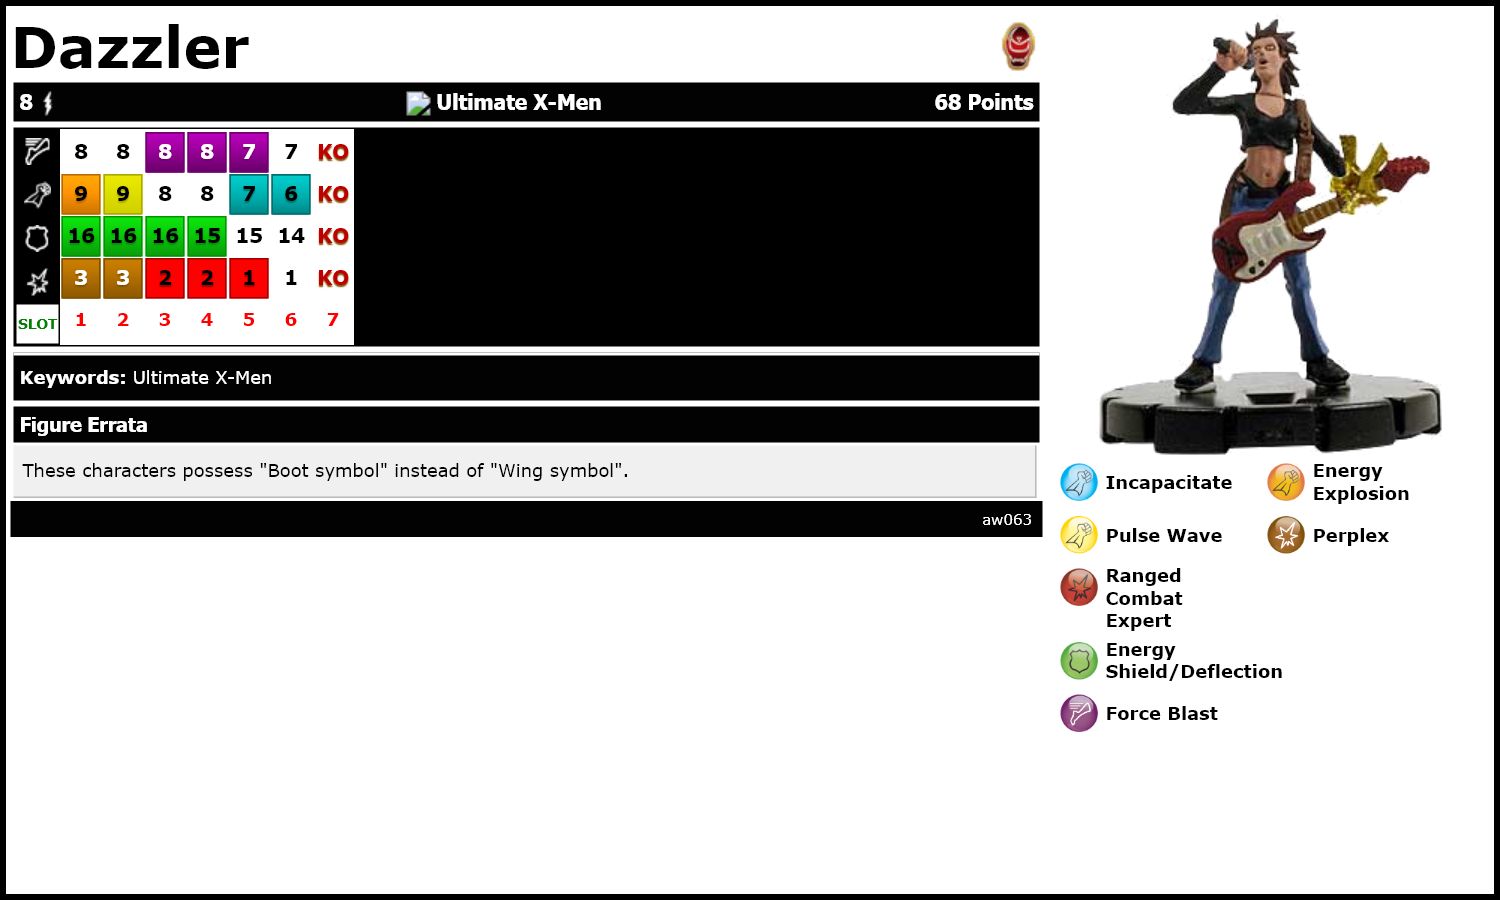 Dazzler
8 Ultimate X-Men 68 Points
8 8 8 8 7 7 KO
9 9 8 8 7 6 KO
16 16 16 15 15 14 KO
3 3 2 2 1 1 KO
SLOT 1 2 3 4 5 6 7
Keywords: Ultimate X-Men
Figure Errata
These characters possess "Boot symbol" instead of "Wing symbol".
aw063
Incapacitate
Energy
Explosion
Pulse Wave
Perplex
Ranged
Combat
Expert
Energy
Shield/Deflection
Force Blast